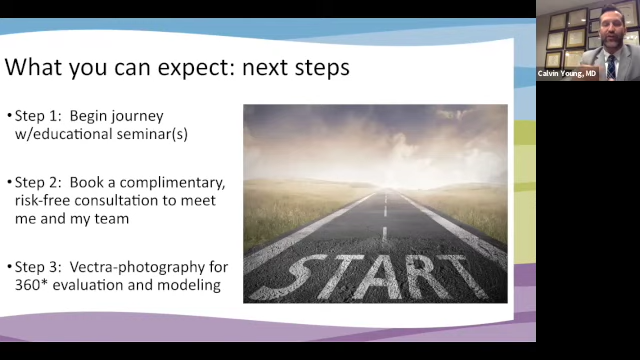 What you can expect: next steps
• Step 1:  Begin journey
w/educational seminar(s)
• Step 2:  Book a complimentary,
risk-free consultation to meet
me and my team
• Step 3:  Vectra-photography for
360* evaluation and modeling
START
Calvin Young, MD